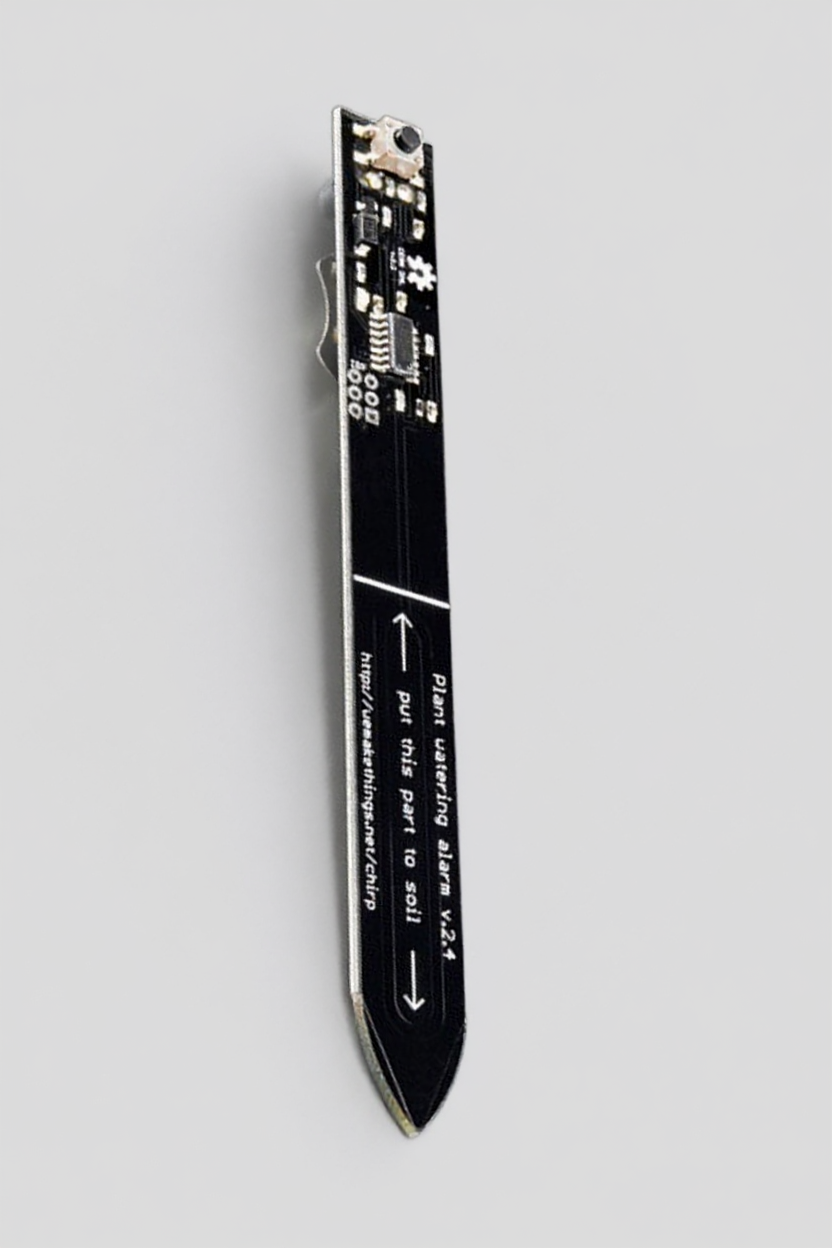 Plant watering alarm v.2.4
put this part to soil
http://wemakethings.net/chirp